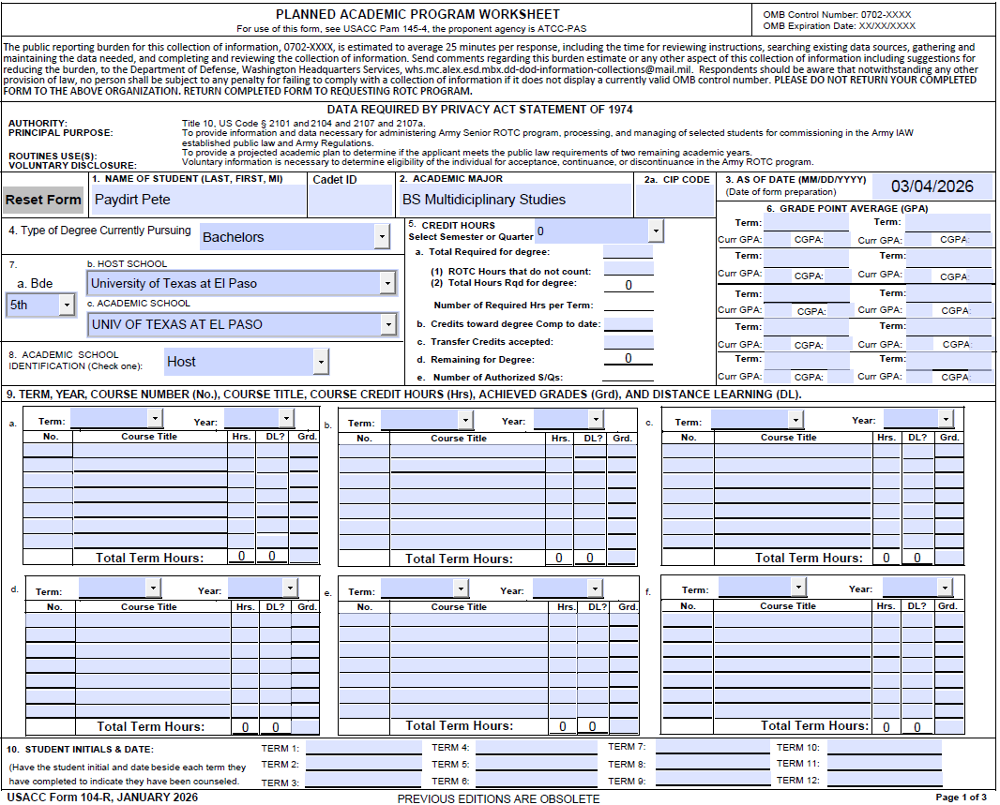 PLANNED ACADEMIC PROGRAM WORKSHEET
For use of this form, see USACC Pam 145-4, the proponent agency is ATCC-PAS
OMB Control Number: 0702-XXXX
OMB Expiration Date: XX/XX/XXXX
The public reporting burden for this collection of information, 0702-XXXX, is estimated to average 25 minutes per response, including the time for reviewing instructions, searching existing data sources, gathering and
maintaining the data needed, and completing and reviewing the collection of information. Send comments regarding this burden estimate or any other aspect of this collection of information including suggestions for
reducing the burden, to the Department of Defense, Washington Headquarters Services, whs.mc.alex.esd.mbx.dd-dod-information-collections@mail.mil. Respondents should be aware that notwithstanding any other
provision of law, no person shall be subject to any penalty for failing to comply with a collection of information if it does not display a currently valid OMB control number. PLEASE DO NOT RETURN YOUR COMPLETED
FORM TO THE ABOVE ORGANIZATION. RETURN COMPLETED FORM TO REQUESTING ROTC PROGRAM.
DATA REQUIRED BY PRIVACY ACT STATEMENT OF 1974
AUTHORITY: Title 10, US Code § 2101 and 2104 and 2107 and 2107a.
PRINCIPAL PURPOSE: To provide information and data necessary for administering Army Senior ROTC program, processing, and managing of selected students for commissioning in the Army IAW
established public law and Army Regulations.
ROUTINES USE(S): To provide a projected academic plan to determine if the applicant meets the public law requirements of two remaining academic years.
VOLUNTARY DISCLOSURE: Voluntary information is necessary to determine eligibility of the individual for acceptance, continuance, or discontinuance in the Army ROTC program.
Reset Form
1. NAME OF STUDENT (LAST, FIRST, MI)
Paydirt Pete
Cadet ID
2. ACADEMIC MAJOR
BS Multidiciplinary Studies
2a. CIP CODE
3. AS OF DATE (MM/DD/YYYY)
(Date of form preparation)
03/04/2026
4. Type of Degree Currently Pursuing
Bachelors
7.
a. Bde
5th
b. HOST SCHOOL
University of Texas at El Paso
c. ACADEMIC SCHOOL
UNIV OF TEXAS AT EL PASO
8. ACADEMIC SCHOOL
IDENTIFICATION (Check one):
Host
5. CREDIT HOURS
Select Semester or Quarter 0
a. Total Required for degree:
(1) ROTC Hours that do not count:
(2) Total Hours Rqd for degree: 0
Number of Required Hrs per Term:
b. Credits toward degree Comp to date:
c. Transfer Credits accepted:
d. Remaining for Degree: 0
e. Number of Authorized S/Qs:
6. GRADE POINT AVERAGE (GPA)
Term: Term:
Curr GPA: CGPA: Curr GPA: CGPA:
Term: Term:
Curr GPA: CGPA: Curr GPA: CGPA:
Term: Term:
Curr GPA: CGPA: Curr GPA: CGPA:
Term: Term:
Curr GPA: CGPA: Curr GPA: CGPA:
Term: Term:
Curr GPA: CGPA: Curr GPA: CGPA:
9. TERM, YEAR, COURSE NUMBER (No.), COURSE TITLE, COURSE CREDIT HOURS (Hrs), ACHIEVED GRADES (Grd), AND DISTANCE LEARNING (DL).
a. Term: Year:
No. Course Title Hrs. DL? Grd.
Total Term Hours: 0 0
b. Term: Year:
No. Course Title Hrs. DL? Grd.
Total Term Hours: 0 0
c. Term: Year:
No. Course Title Hrs. DL? Grd.
Total Term Hours: 0 0
d. Term: Year:
No. Course Title Hrs. DL? Grd.
Total Term Hours: 0 0
e. Term: Year:
No. Course Title Hrs. DL? Grd.
Total Term Hours: 0 0
f. Term: Year:
No. Course Title Hrs. DL? Grd.
Total Term Hours: 0 0
10. STUDENT INITIALS & DATE:
(Have the student initial and date beside each term they
have completed to indicate they have been counseled.
TERM 1: TERM 4: TERM 7: TERM 10:
TERM 2: TERM 5: TERM 8: TERM 11:
TERM 3: TERM 6: TERM 9: TERM 12:
USACC Form 104-R, JANUARY 2026
PREVIOUS EDITIONS ARE OBSOLETE
Page 1 of 3